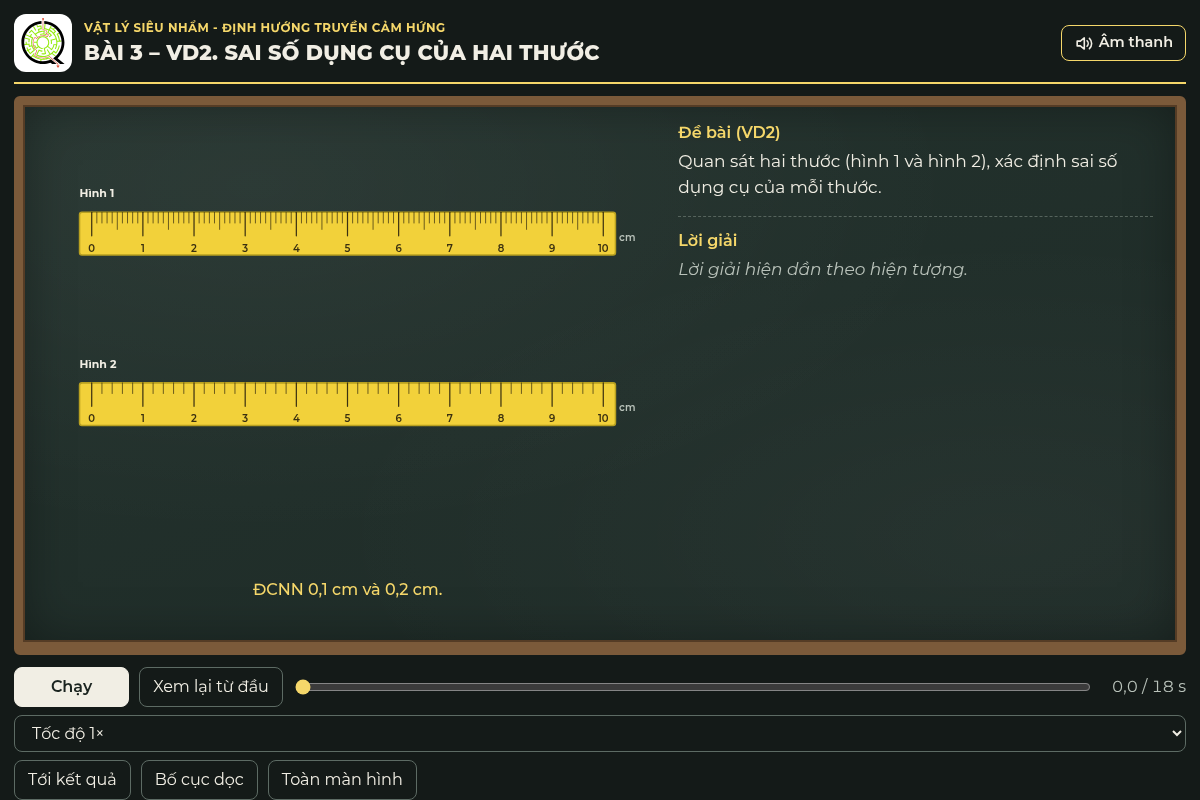 VẬT LÝ SIÊU NHẨM - ĐỊNH HƯỚNG TRUYỀN CẢM HỨNG
BÀI 3 – VD2. SAI SỐ DỤNG CỤ CỦA HAI THƯỚC
Âm thanh
Hình 1
0 1 2 3 4 5 6 7 8 9 10 cm
Hình 2
0 1 2 3 4 5 6 7 8 9 10 cm
ĐCNN 0,1 cm và 0,2 cm.
Đề bài (VD2)
Quan sát hai thước (hình 1 và hình 2), xác định sai số
dụng cụ của mỗi thước.
Lời giải
Lời giải hiện dần theo hiện tượng.
Chạy
Xem lại từ đầu
0,0 / 18 s
Tốc độ 1×
Tới kết quả
Bố cục dọc
Toàn màn hình